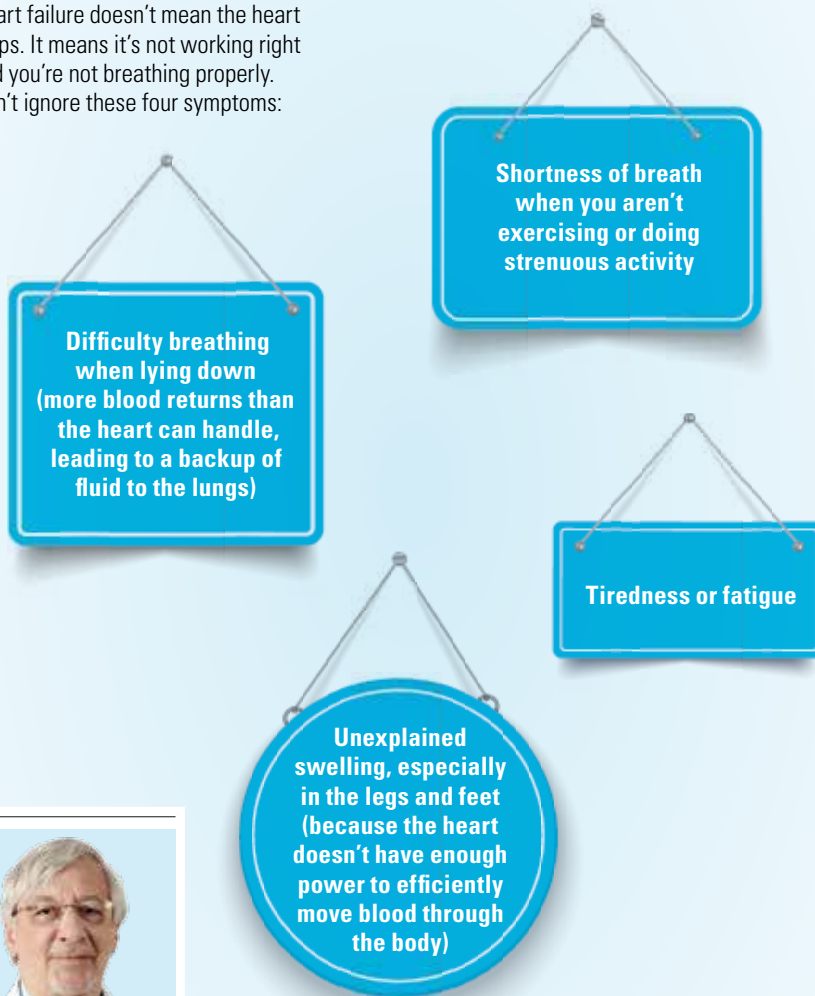 art failure doesn't mean the heart
ps. It means it's not working right
d you're not breathing properly.
n't ignore these four symptoms:
Shortness of breath
when you aren't
exercising or doing
strenuous activity
Difficulty breathing
when lying down
(more blood returns than
the heart can handle,
leading to a backup of
fluid to the lungs)
Tiredness or fatigue
Unexplained
swelling, especially
in the legs and feet
(because the heart
doesn't have enough
power to efficiently
move blood through
the body)